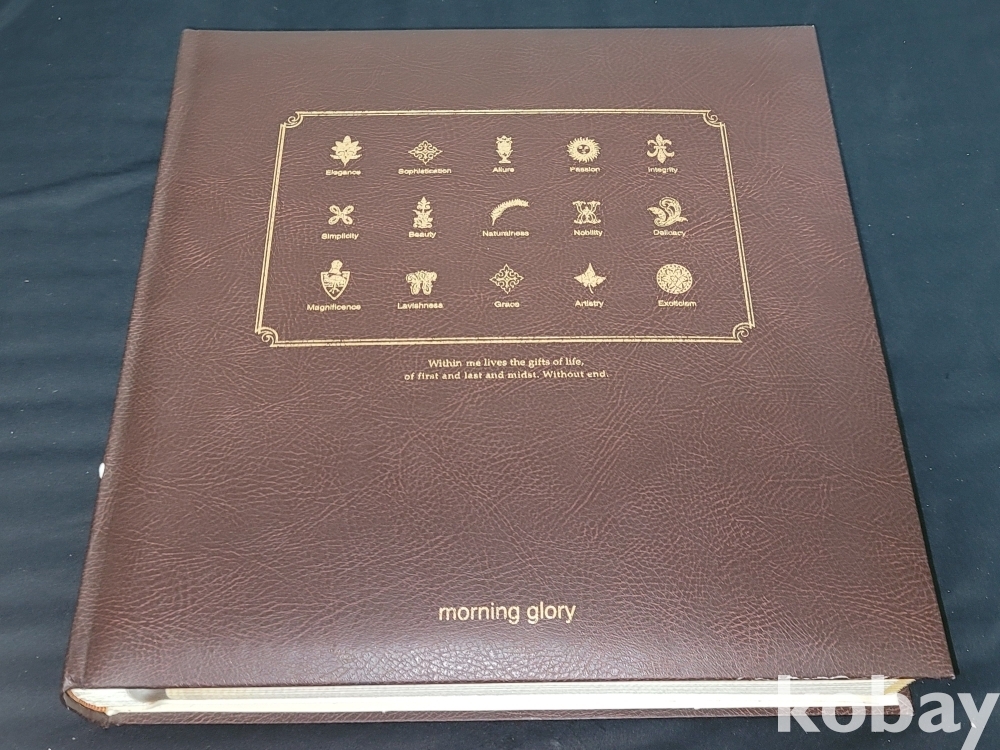 Elegance Sophistication Allure Passion Integrity
Simplicity Beauty Naturalness Nobility Delicacy
Magnificence Lavishness Grace Artistry Exoticism
Within me lives the gifts of life,
of first and last and midst. Without end.
morning glory
kobay